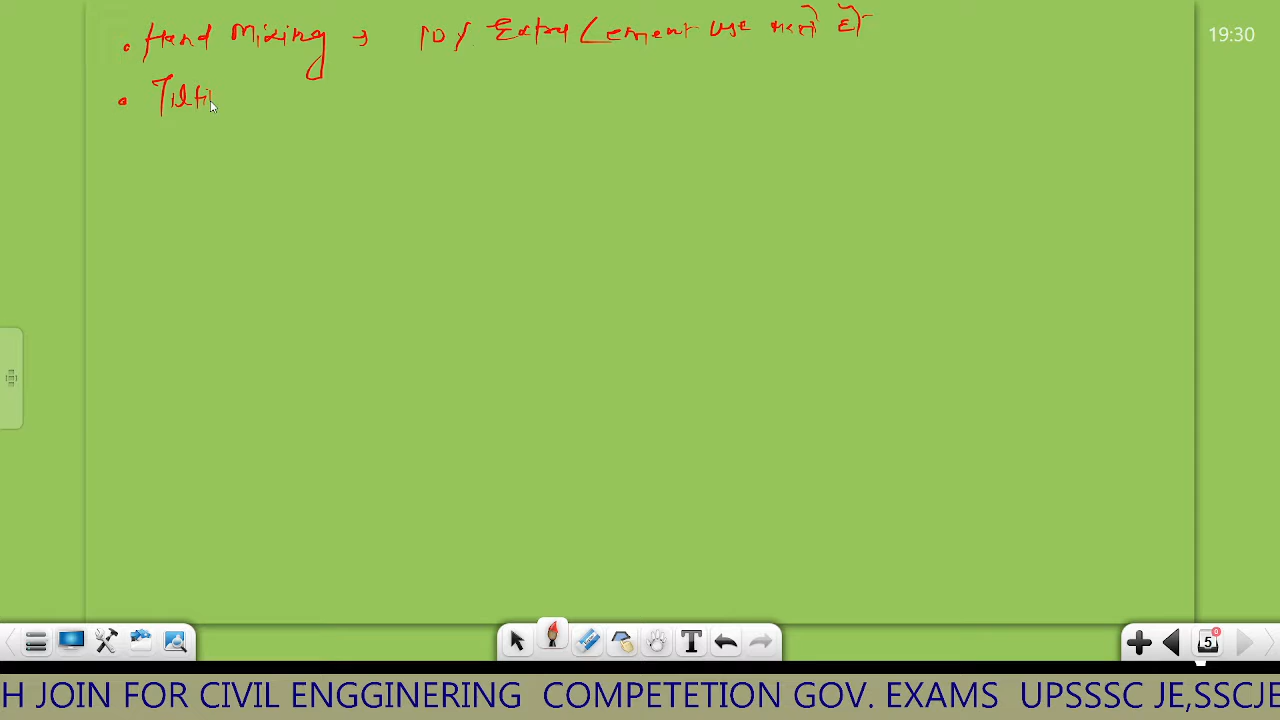 • Hand Mixing → 10% Extra Cement use करते है
19:30
• Tilti
5
T
H JOIN FOR CIVIL ENGGINERING COMPETETION GOV. EXAMS UPSSSC JE,SSCJE